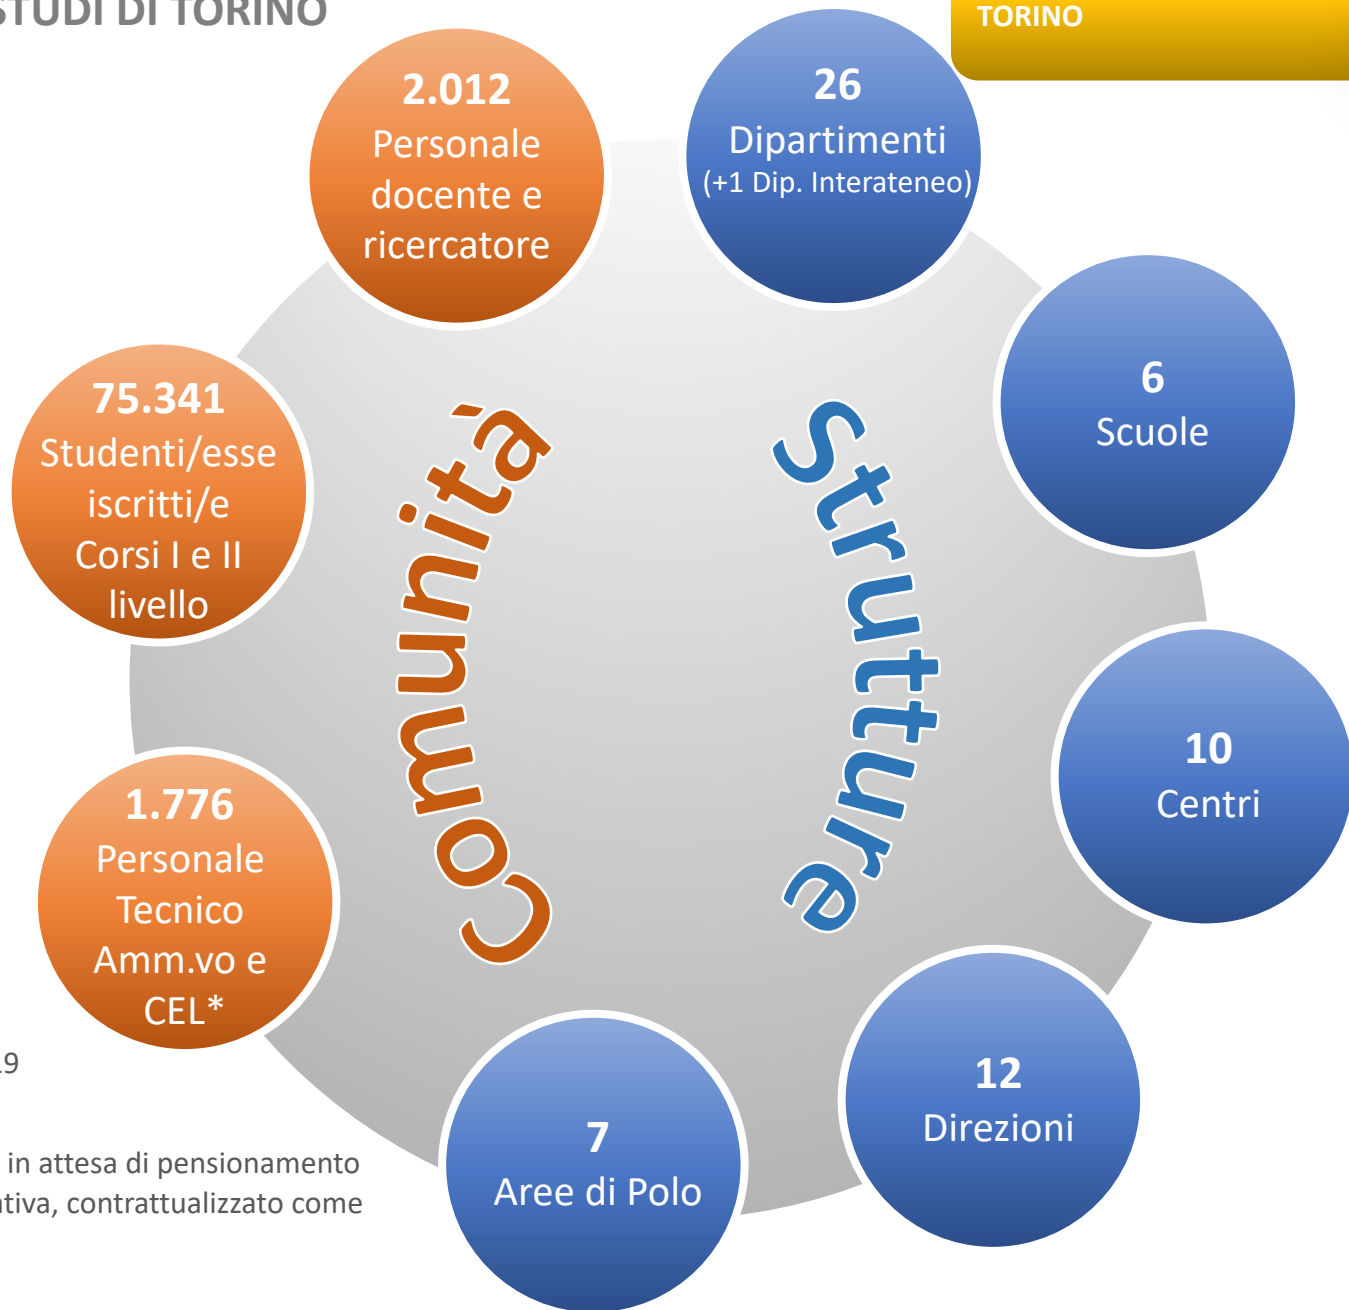 STUDI DI TORINO
TORINO
2.012
Personale
docente e
ricercatore
26
Dipartimenti
(+1 Dip. Interateneo)
75.341
Studenti/esse
iscritti/e
Corsi I e II
livello
6
Scuole
Comunità
Strutture
1.776
Personale
Tecnico
Amm.vo e
CEL*
10
Centri
12
Direzioni
7
Aree di Polo
in attesa di pensionamento
contrattualizzato come